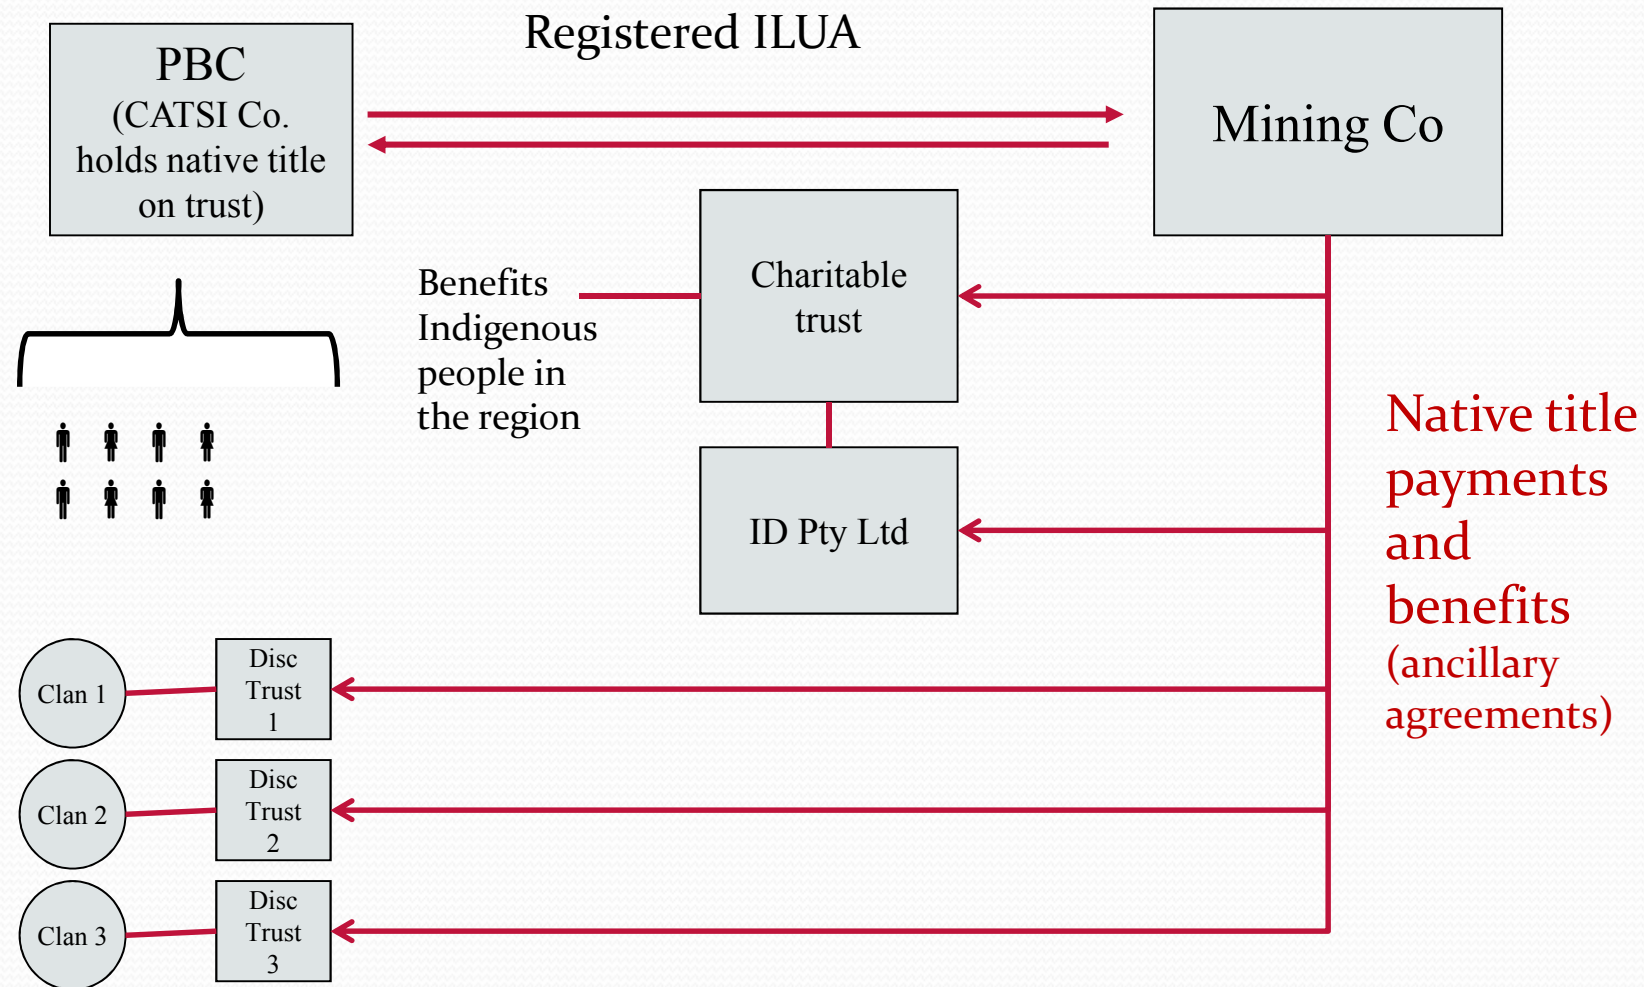 Registered ILUA
PBC
(CATSI Co.
holds native title
on trust)
Mining Co
Charitable
trust
Benefits
Indigenous
people in
the region
ID Pty Ltd
Native title
payments
and
benefits
(ancillary
agreements)
Clan 1
Disc
Trust
1
Clan 2
Disc
Trust
2
Clan 3
Disc
Trust
3